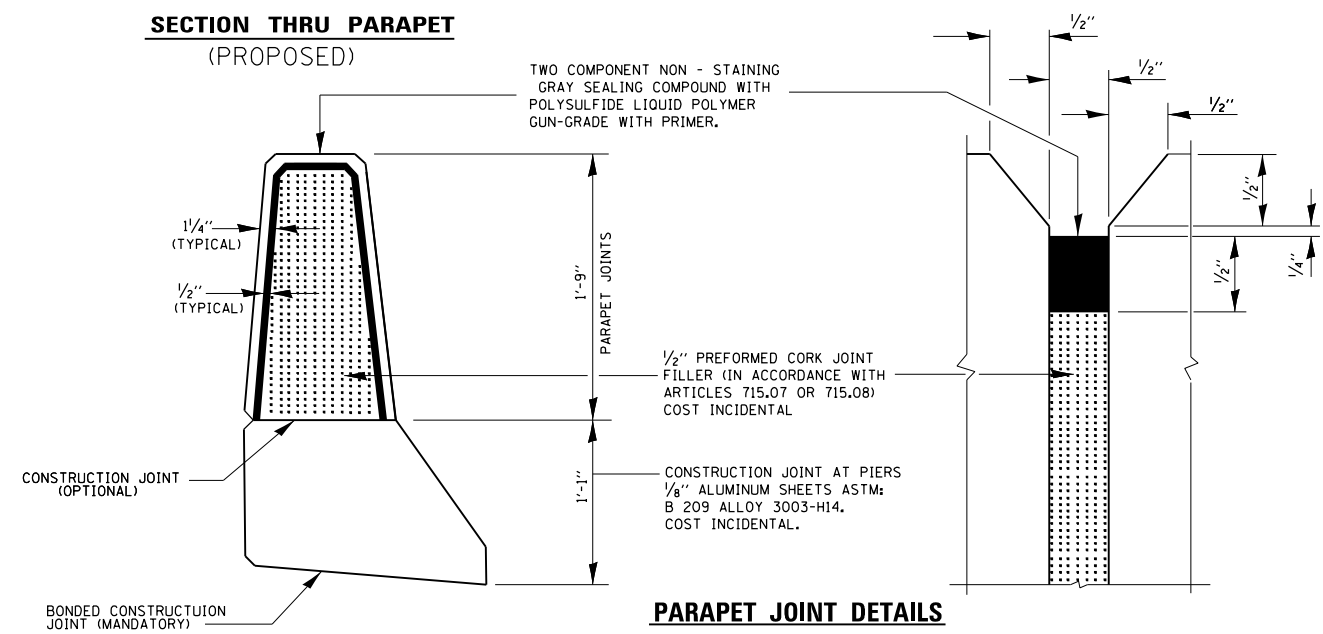 SECTION THRU PARAPET
(PROPOSED)
TWO COMPONENT NON - STAINING
GRAY SEALING COMPOUND WITH
POLYSULFIDE LIQUID POLYMER
GUN-GRADE WITH PRIMER.
1/2"
1/2"
1/2"
1/2"
1/4"
1/2"
1 1/4"
(TYPICAL)
1/2"
(TYPICAL)
1'-9"
PARAPET JOINTS
1/2" PREFORMED CORK JOINT
FILLER (IN ACCORDANCE WITH
ARTICLES 715.07 OR 715.08)
COST INCIDENTAL
CONSTRUCTION JOINT
(OPTIONAL)
1'-1"
CONSTRUCTION JOINT AT PIERS
1/8" ALUMINUM SHEETS ASTM:
B 209 ALLOY 3003-H14.
COST INCIDENTAL.
BONDED CONSTRUCTUION
JOINT (MANDATORY)
PARAPET JOINT DETAILS